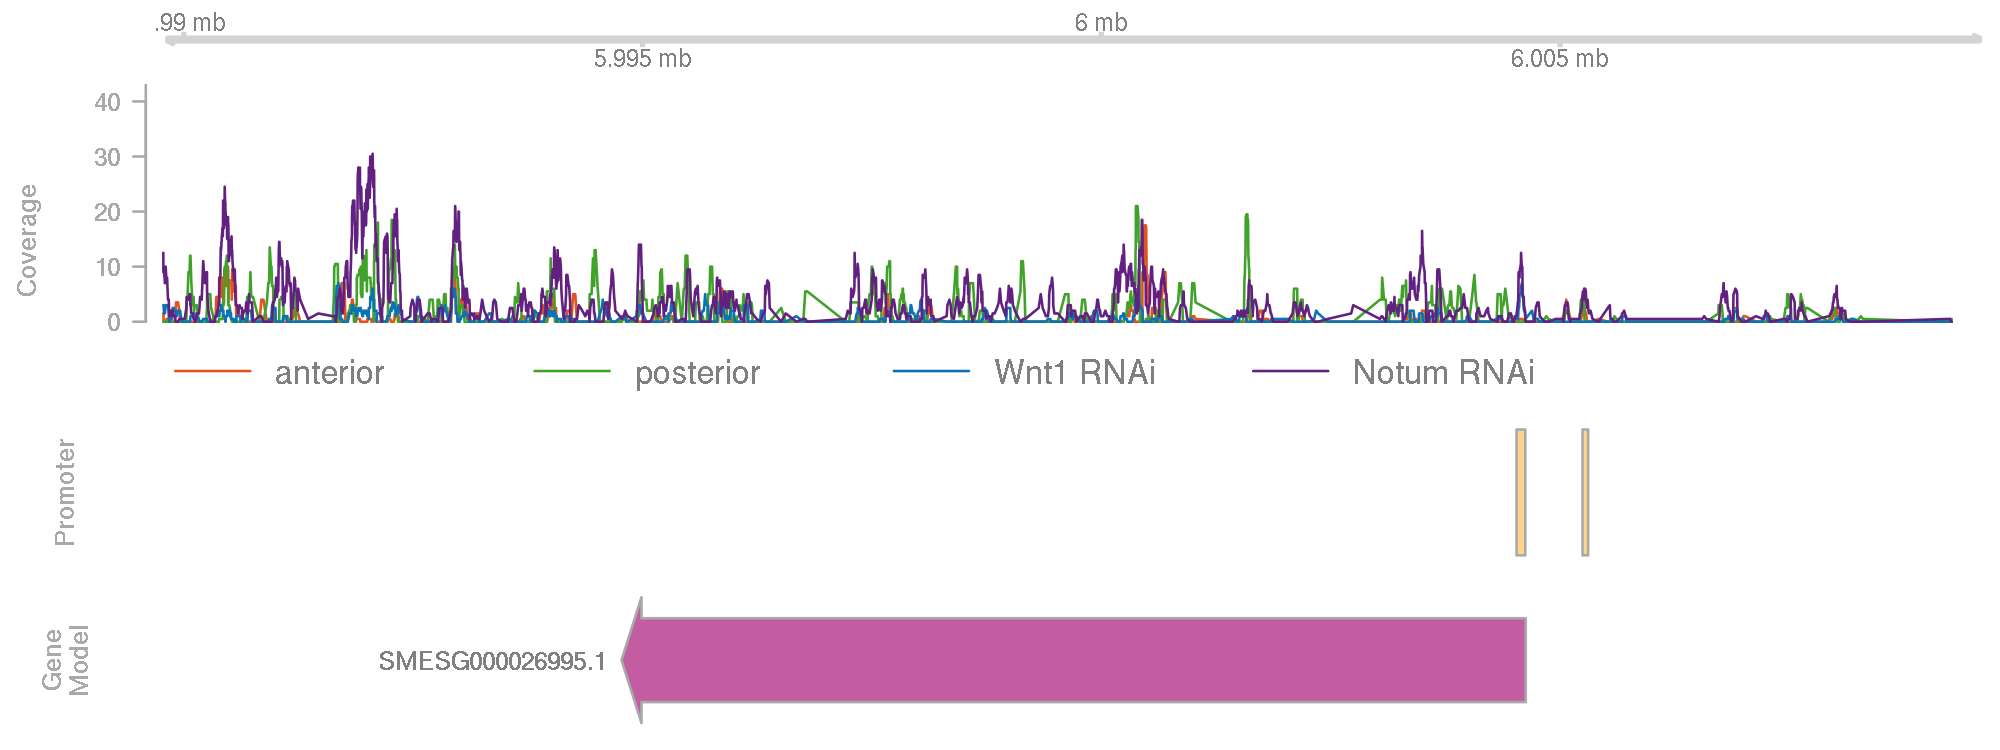 .99 mb
6 mb
5.995 mb
6.005 mb
Coverage
40
30
20
10
0
anterior posterior Wnt1 RNAi Notum RNAi
Promoter
Gene
Model
SMESG000026995.1